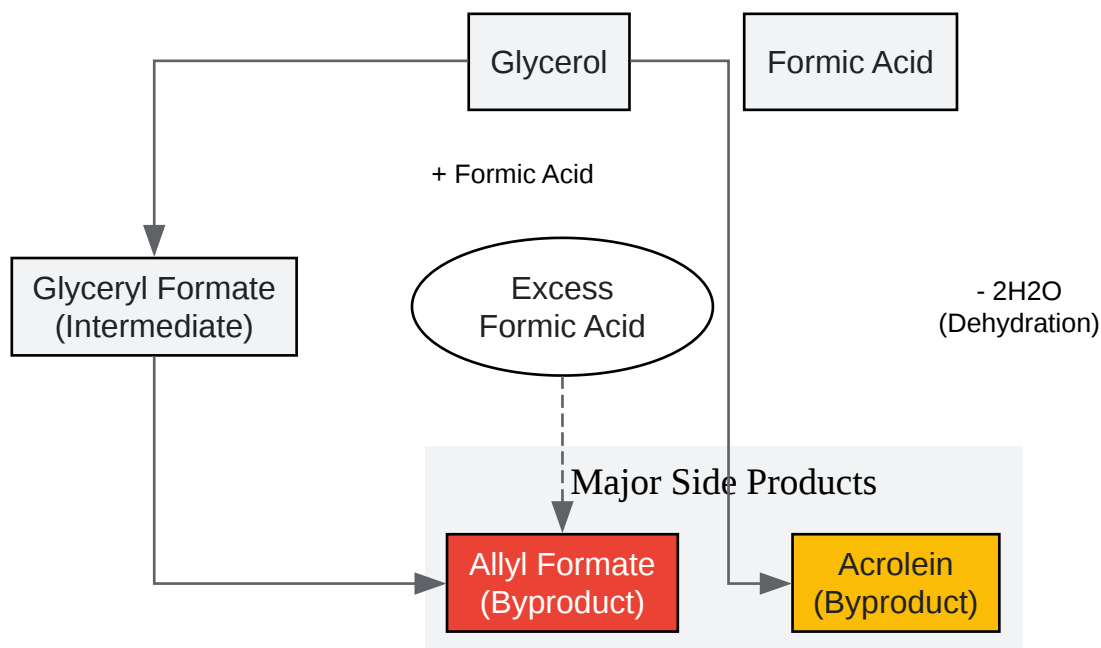 Glycerol
Formic Acid
+ Formic Acid
Glyceryl Formate
(Intermediate)
Excess
Formic Acid
- 2H2O
(Dehydration)
Major Side Products
Allyl Formate
(Byproduct)
Acrolein
(Byproduct)